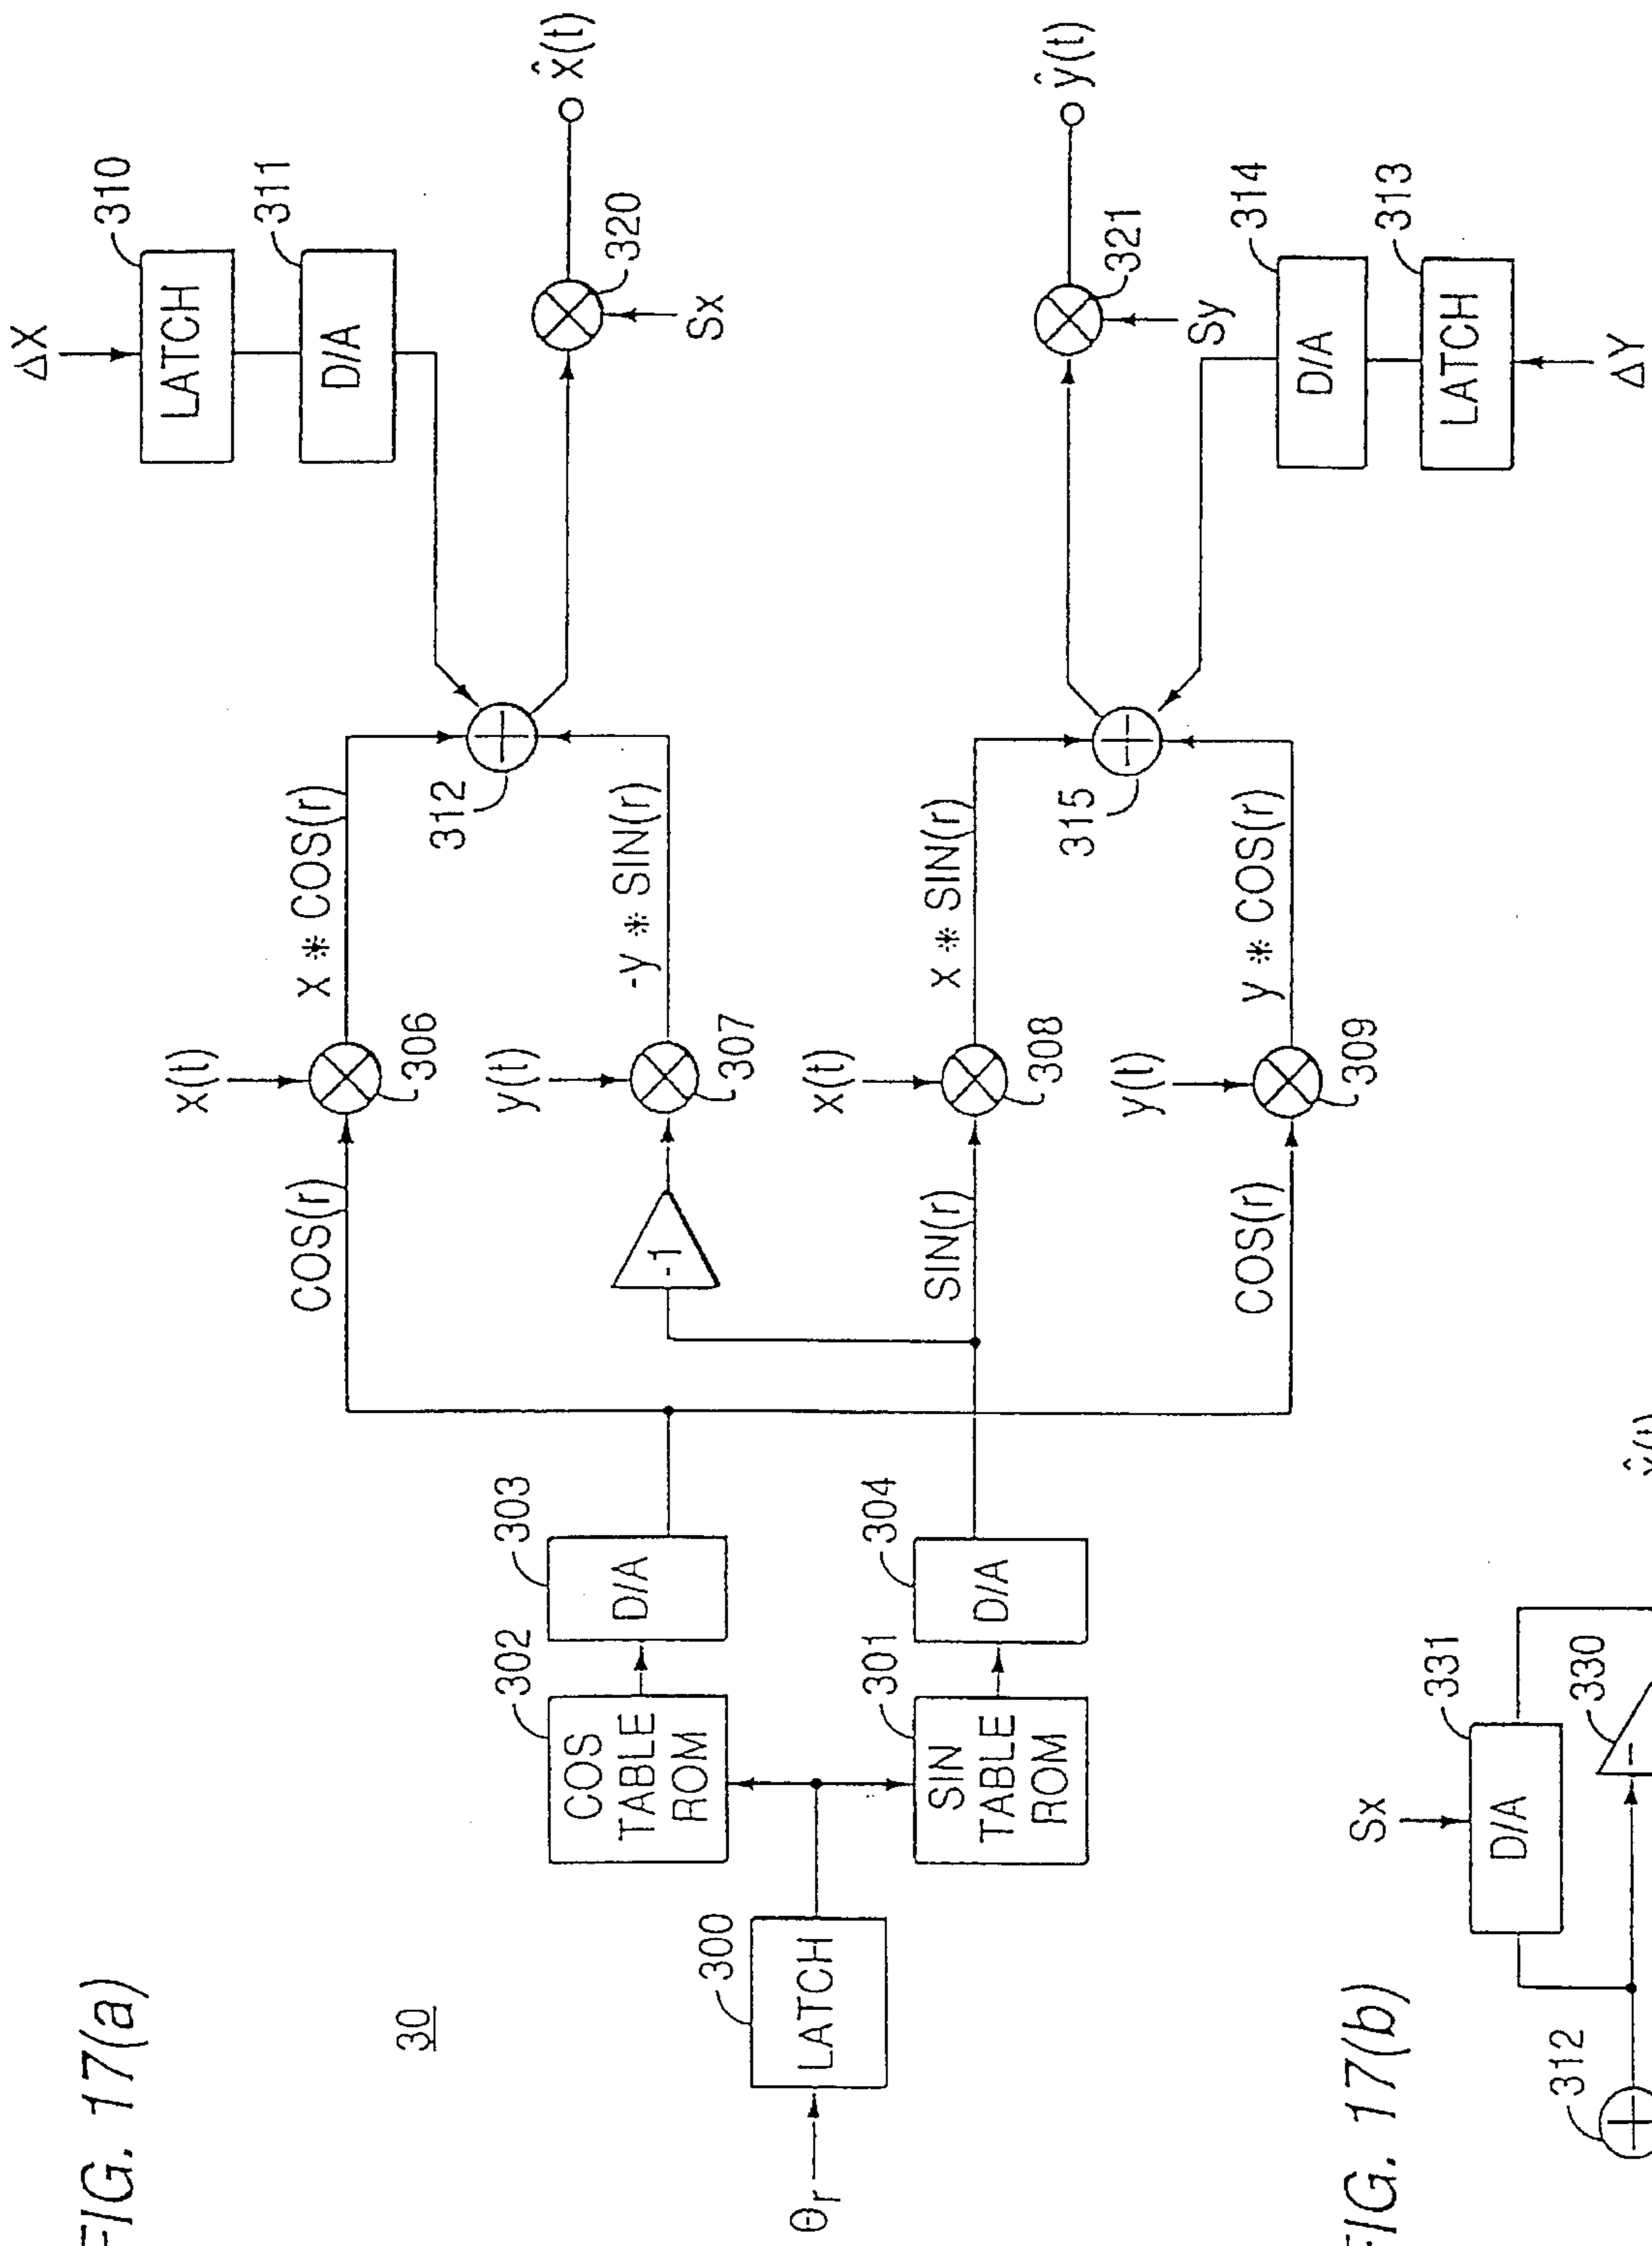 FIG. 17(a)
30
Θr
LATCH
300
COS
TABLE
ROM
302
D/A
303
SIN
TABLE
ROM
301
D/A
304
COS(r)
x(t)
306
x * COS(r)
-1
y(t)
307
-y * SIN(r)
SIN(r)
x(t)
308
x * SIN(r)
COS(r)
y(t)
309
y * COS(r)
312
315
ΔX
LATCH
310
D/A
311
320
Sx
x̂(t)
321
Sy
ŷ(t)
D/A
314
LATCH
313
ΔY
FIG. 17(b)
312
Sx
D/A
331
-
330